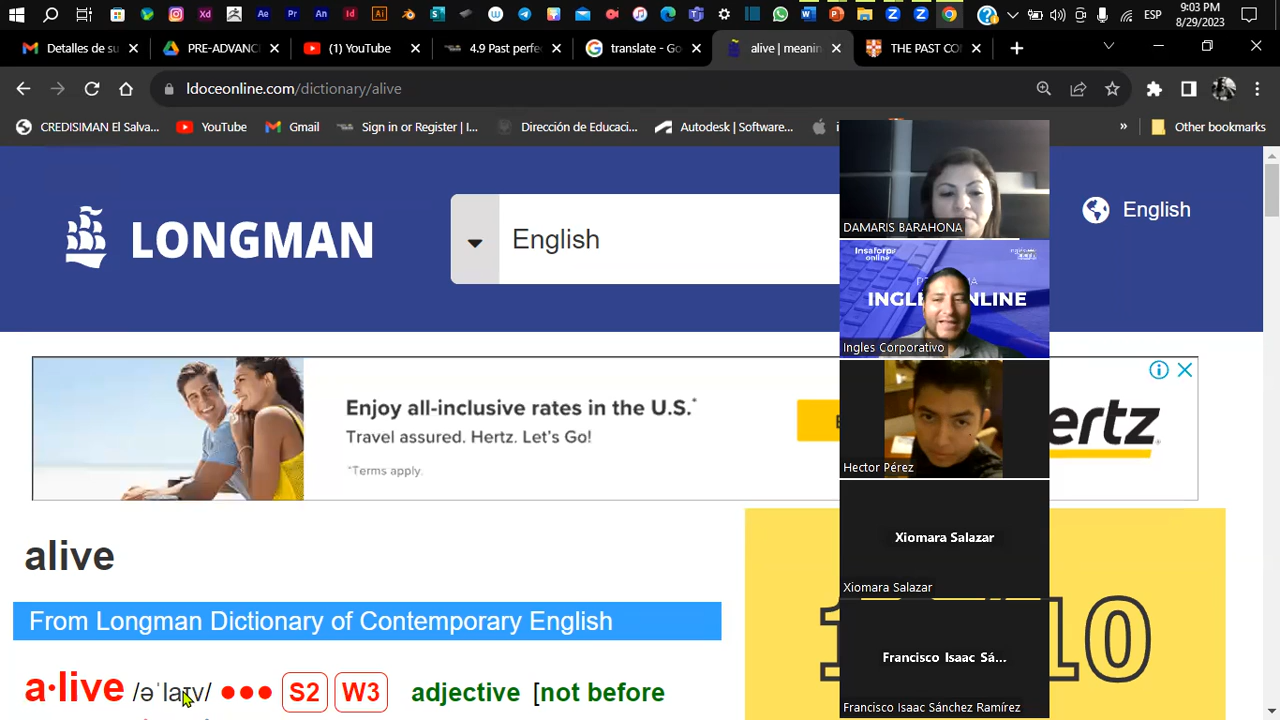 9:03 PM
ESP
8/29/2023
Detalles de su
PRE-ADVANC
(1) YouTube
4.9 Past perfe
translate - Go
alive | meanin
THE PAST CO
ldoceonline.com/dictionary/alive
CREDISIMAN El Salva...
YouTube
Gmail
Sign in or Register | I...
Dirección de Educaci...
Autodesk | Software...
Other bookmarks
LONGMAN
English
English
DAMARIS BARAHONA
Insaforp online
INGLES ONLINE
Ingles Corporativo
Enjoy all-inclusive rates in the U.S.*
Travel assured. Hertz. Let's Go!
*Terms apply.
Hertz
Hector Pérez
Xiomara Salazar
Xiomara Salazar
Francisco Isaac Sá...
Francisco Isaac Sánchez Ramírez
alive
From Longman Dictionary of Contemporary English
a·live /əˈlaɪv/ ●●● S2 W3 adjective [not before